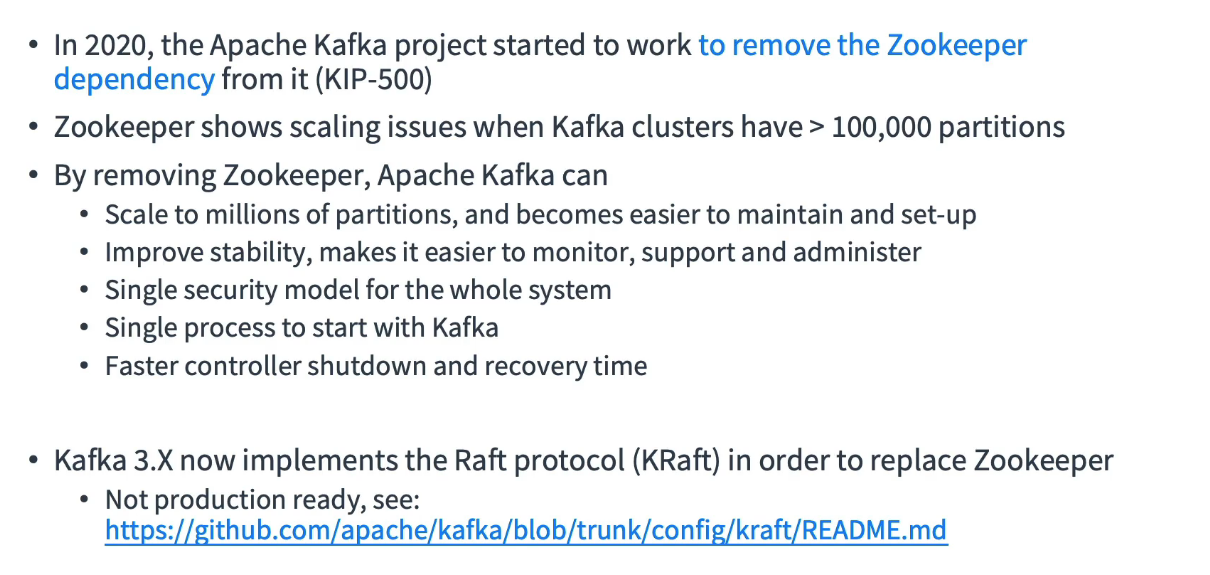 • In 2020, the Apache Kafka project started to work to remove the Zookeeper
dependency from it (KIP-500)
• Zookeeper shows scaling issues when Kafka clusters have > 100,000 partitions
• By removing Zookeeper, Apache Kafka can
• Scale to millions of partitions, and becomes easier to maintain and set-up
• Improve stability, makes it easier to monitor, support and administer
• Single security model for the whole system
• Single process to start with Kafka
• Faster controller shutdown and recovery time
• Kafka 3.X now implements the Raft protocol (KRaft) in order to replace Zookeeper
• Not production ready, see:
https://github.com/apache/kafka/blob/trunk/config/kraft/README.md